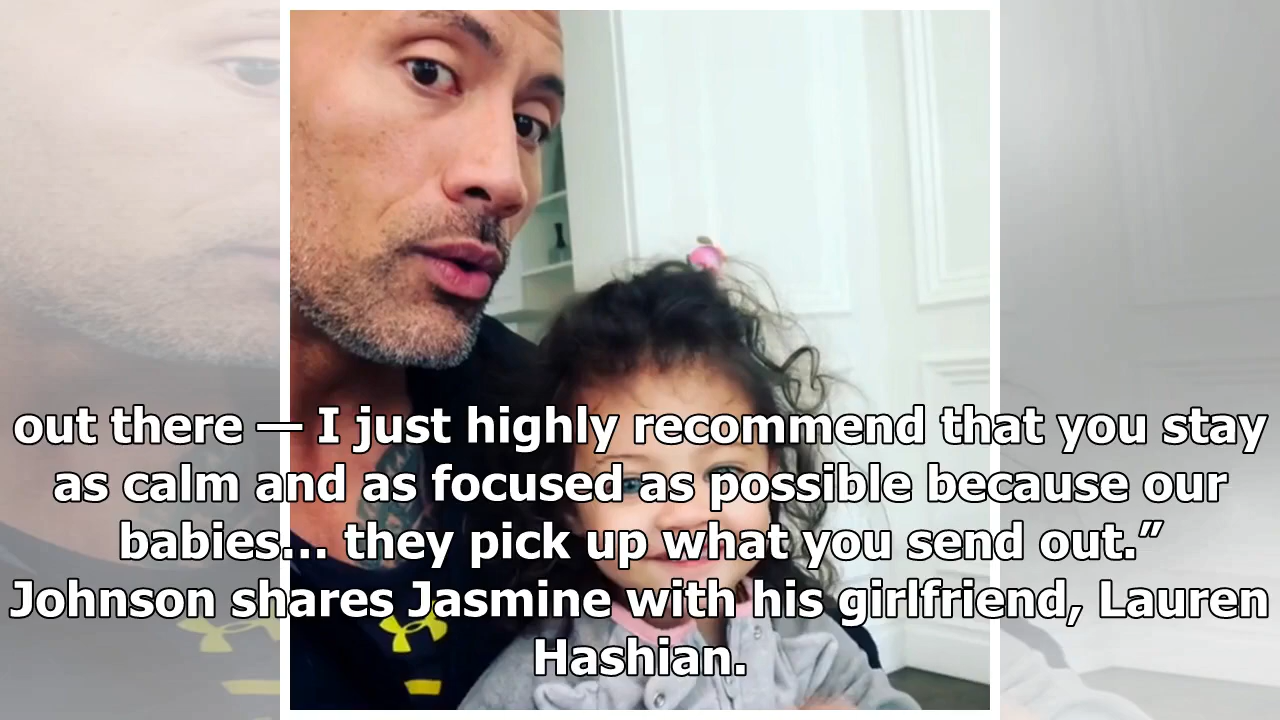 out there — I just highly recommend that you stay
as calm and as focused as possible because our
babies... they pick up what you send out.”
Johnson shares Jasmine with his girlfriend, Lauren
Hashian.